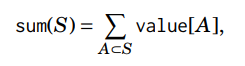 sum(S) = ∑_{A⊂S} value[A],